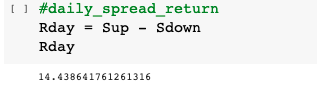 [ ] #daily_spread_return
Rday = Sup - Sdown
Rday
14.438641761261316